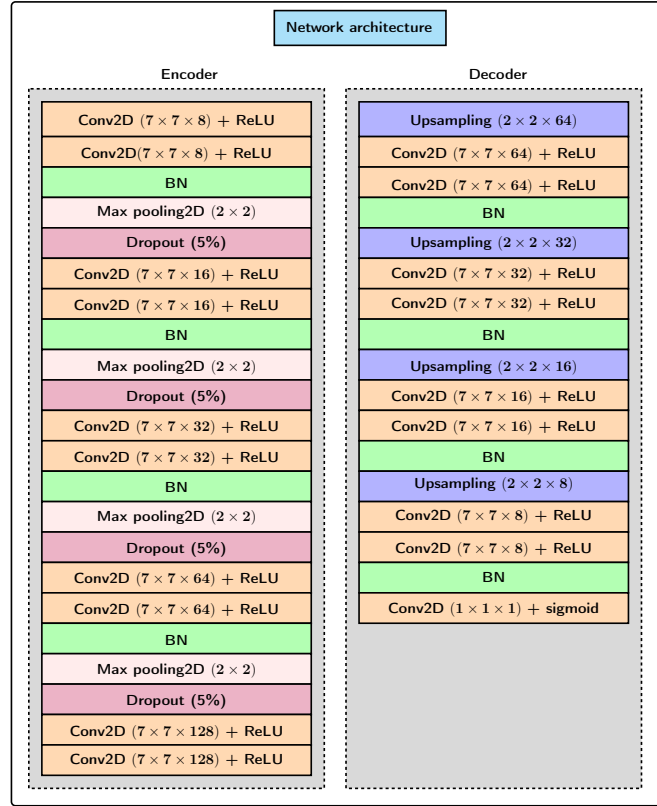 Network architecture
Encoder
Conv2D (7 × 7 × 8) + ReLU
Conv2D(7 × 7 × 8) + ReLU
BN
Max pooling2D (2 × 2)
Dropout (5%)
Conv2D (7 × 7 × 16) + ReLU
Conv2D (7 × 7 × 16) + ReLU
BN
Max pooling2D (2 × 2)
Dropout (5%)
Conv2D (7 × 7 × 32) + ReLU
Conv2D (7 × 7 × 32) + ReLU
BN
Max pooling2D (2 × 2)
Dropout (5%)
Conv2D (7 × 7 × 64) + ReLU
Conv2D (7 × 7 × 64) + ReLU
BN
Max pooling2D (2 × 2)
Dropout (5%)
Conv2D (7 × 7 × 128) + ReLU
Conv2D (7 × 7 × 128) + ReLU
Decoder
Upsampling (2 × 2 × 64)
Conv2D (7 × 7 × 64) + ReLU
Conv2D (7 × 7 × 64) + ReLU
BN
Upsampling (2 × 2 × 32)
Conv2D (7 × 7 × 32) + ReLU
Conv2D (7 × 7 × 32) + ReLU
BN
Upsampling (2 × 2 × 16)
Conv2D (7 × 7 × 16) + ReLU
Conv2D (7 × 7 × 16) + ReLU
BN
Upsampling (2 × 2 × 8)
Conv2D (7 × 7 × 8) + ReLU
Conv2D (7 × 7 × 8) + ReLU
BN
Conv2D (1 × 1 × 1) + sigmoid